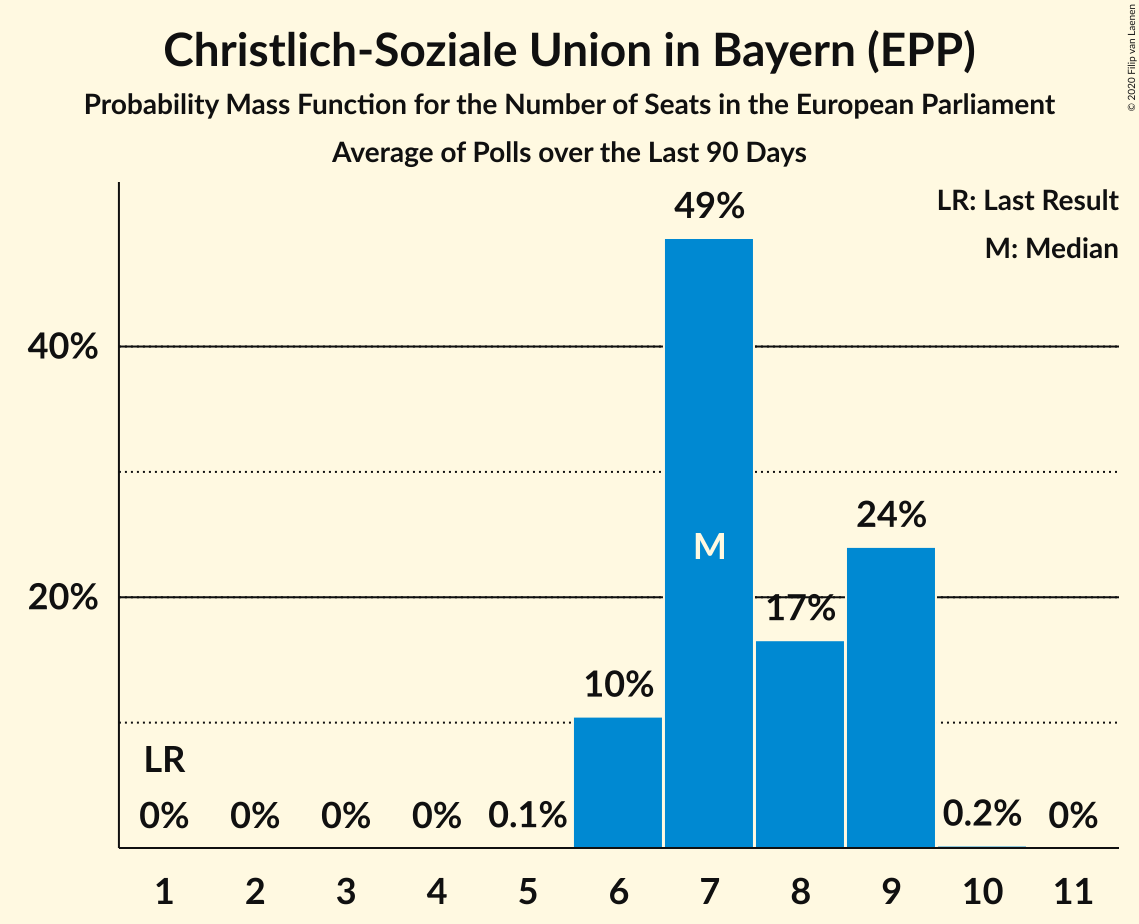 Christlich-Soziale Union in Bayern (EPP)
Probability Mass Function for the Number of Seats in the European Parliament
Average of Polls over the Last 90 Days
© 2020 Filip van Laenen
LR: Last Result
M: Median
49%
40%
M
24%
20%
17%
10%
LR
0% 0% 0% 0% 0.1% 0.2% 0%
1 2 3 4 5 6 7 8 9 10 11